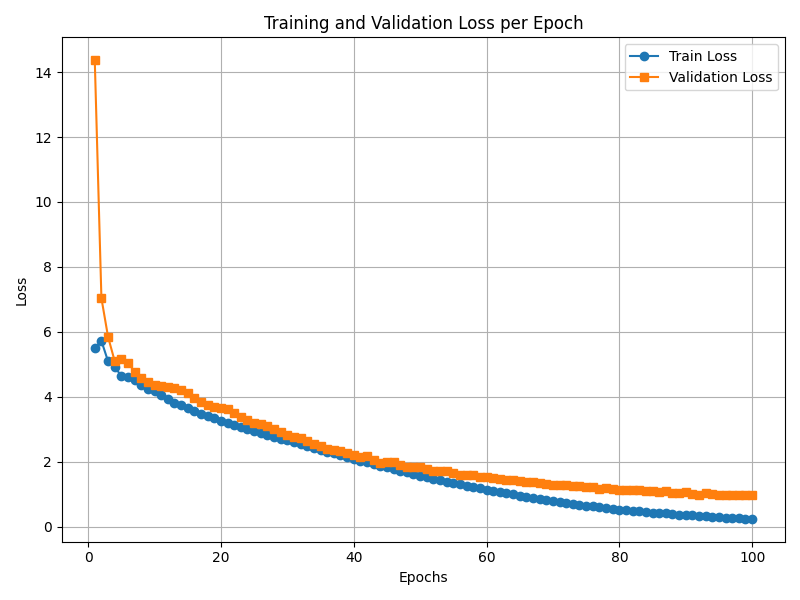 Training and Validation Loss per Epoch
Train Loss
Validation Loss
14
12
10
8
6
4
2
0
Loss
0 20 40 60 80 100
Epochs